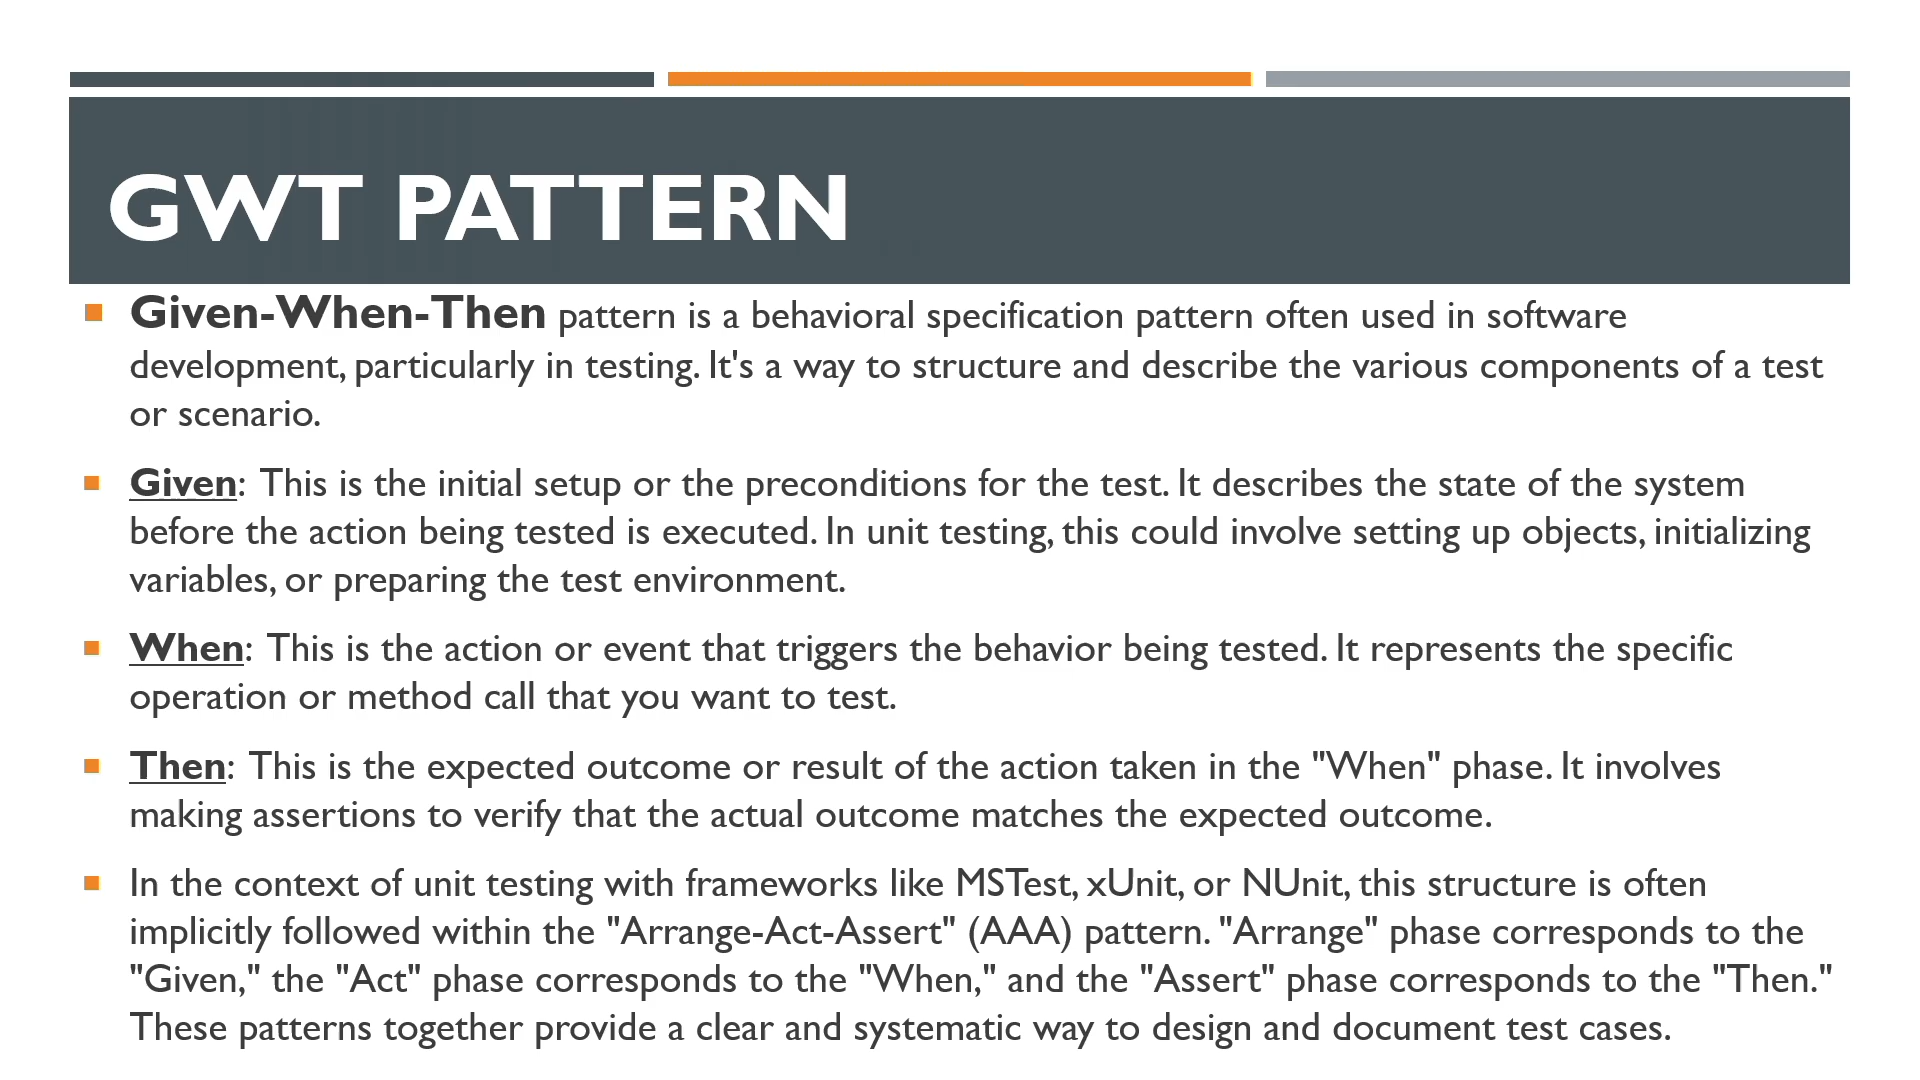 GWT PATTERN
Given-When-Then pattern is a behavioral specification pattern often used in software
development, particularly in testing. It's a way to structure and describe the various components of a test
or scenario.
Given: This is the initial setup or the preconditions for the test. It describes the state of the system
before the action being tested is executed. In unit testing, this could involve setting up objects, initializing
variables, or preparing the test environment.
When: This is the action or event that triggers the behavior being tested. It represents the specific
operation or method call that you want to test.
Then: This is the expected outcome or result of the action taken in the "When" phase. It involves
making assertions to verify that the actual outcome matches the expected outcome.
In the context of unit testing with frameworks like MSTest, xUnit, or NUnit, this structure is often
implicitly followed within the "Arrange-Act-Assert" (AAA) pattern. "Arrange" phase corresponds to the
"Given," the "Act" phase corresponds to the "When," and the "Assert" phase corresponds to the "Then."
These patterns together provide a clear and systematic way to design and document test cases.